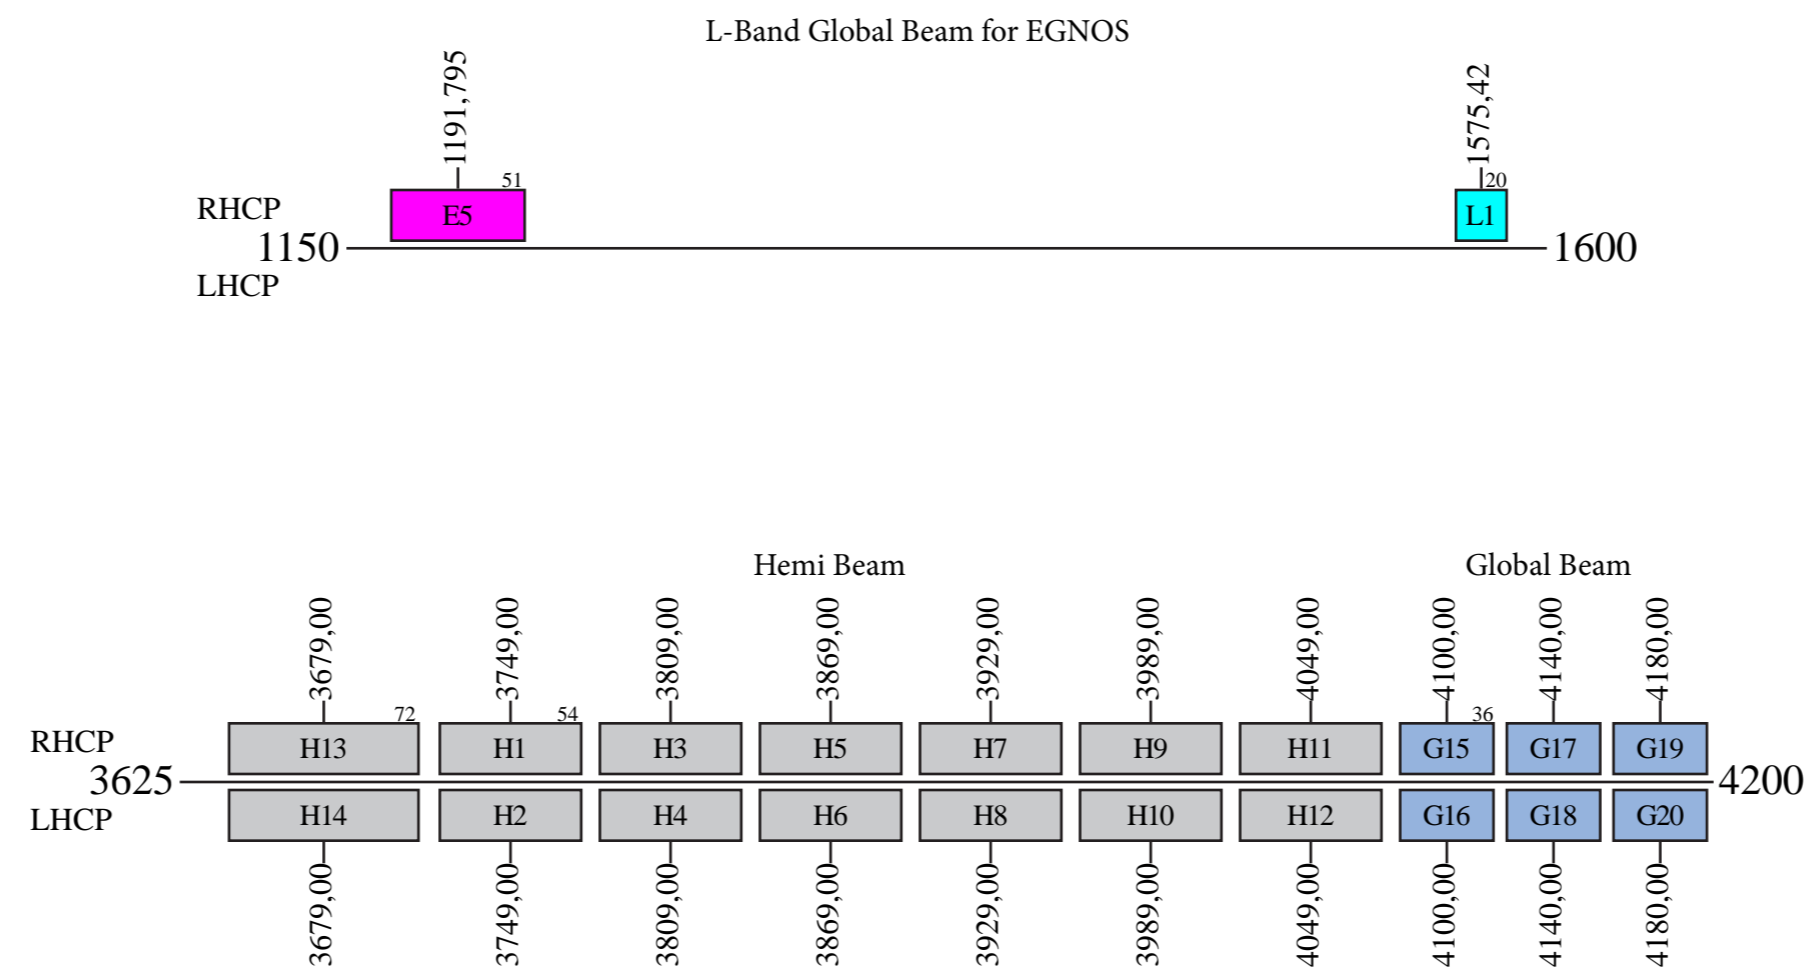 L-Band Global Beam for EGNOS
1191,795
1575,42
51
20
RHCP
E5
L1
1150
1600
LHCP
Hemi Beam
Global Beam
3679,00
3749,00
3809,00
3869,00
3929,00
3989,00
4049,00
4100,00
4140,00
4180,00
72
54
36
RHCP
H13
H1
H3
H5
H7
H9
H11
G15
G17
G19
3625
4200
LHCP
H14
H2
H4
H6
H8
H10
H12
G16
G18
G20
3679,00
3749,00
3809,00
3869,00
3929,00
3989,00
4049,00
4100,00
4140,00
4180,00